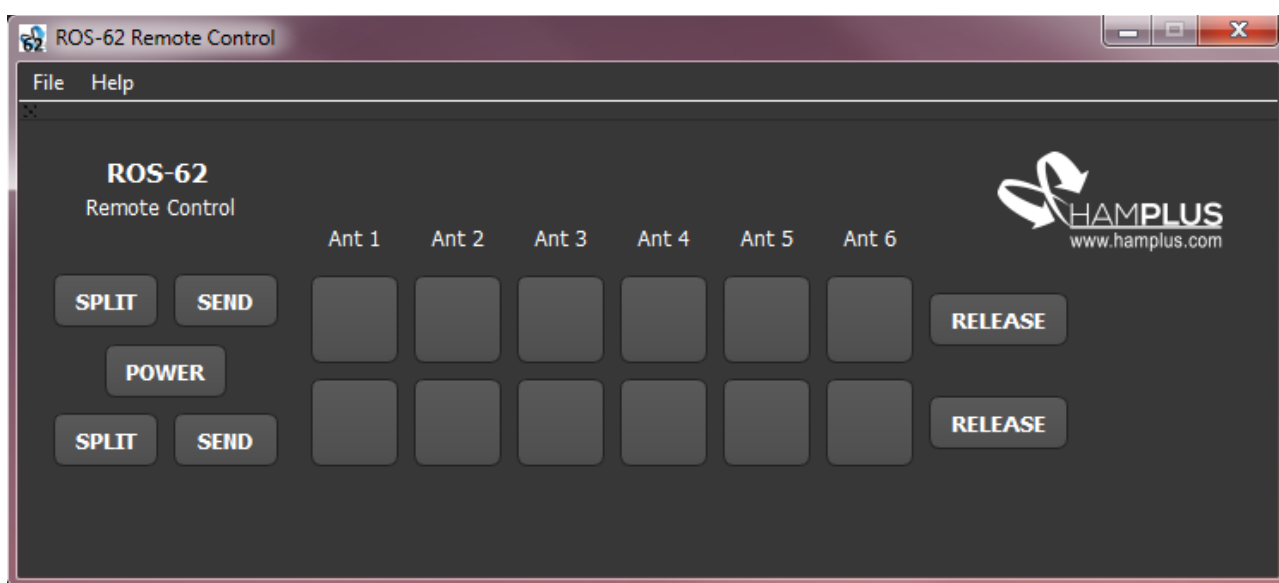 62 ROS-62 Remote Control
File Help
ROS-62
Remote Control
HAMPLUS
www.hamplus.com
Ant 1 Ant 2 Ant 3 Ant 4 Ant 5 Ant 6
SPLIT SEND
RELEASE
POWER
SPLIT SEND
RELEASE